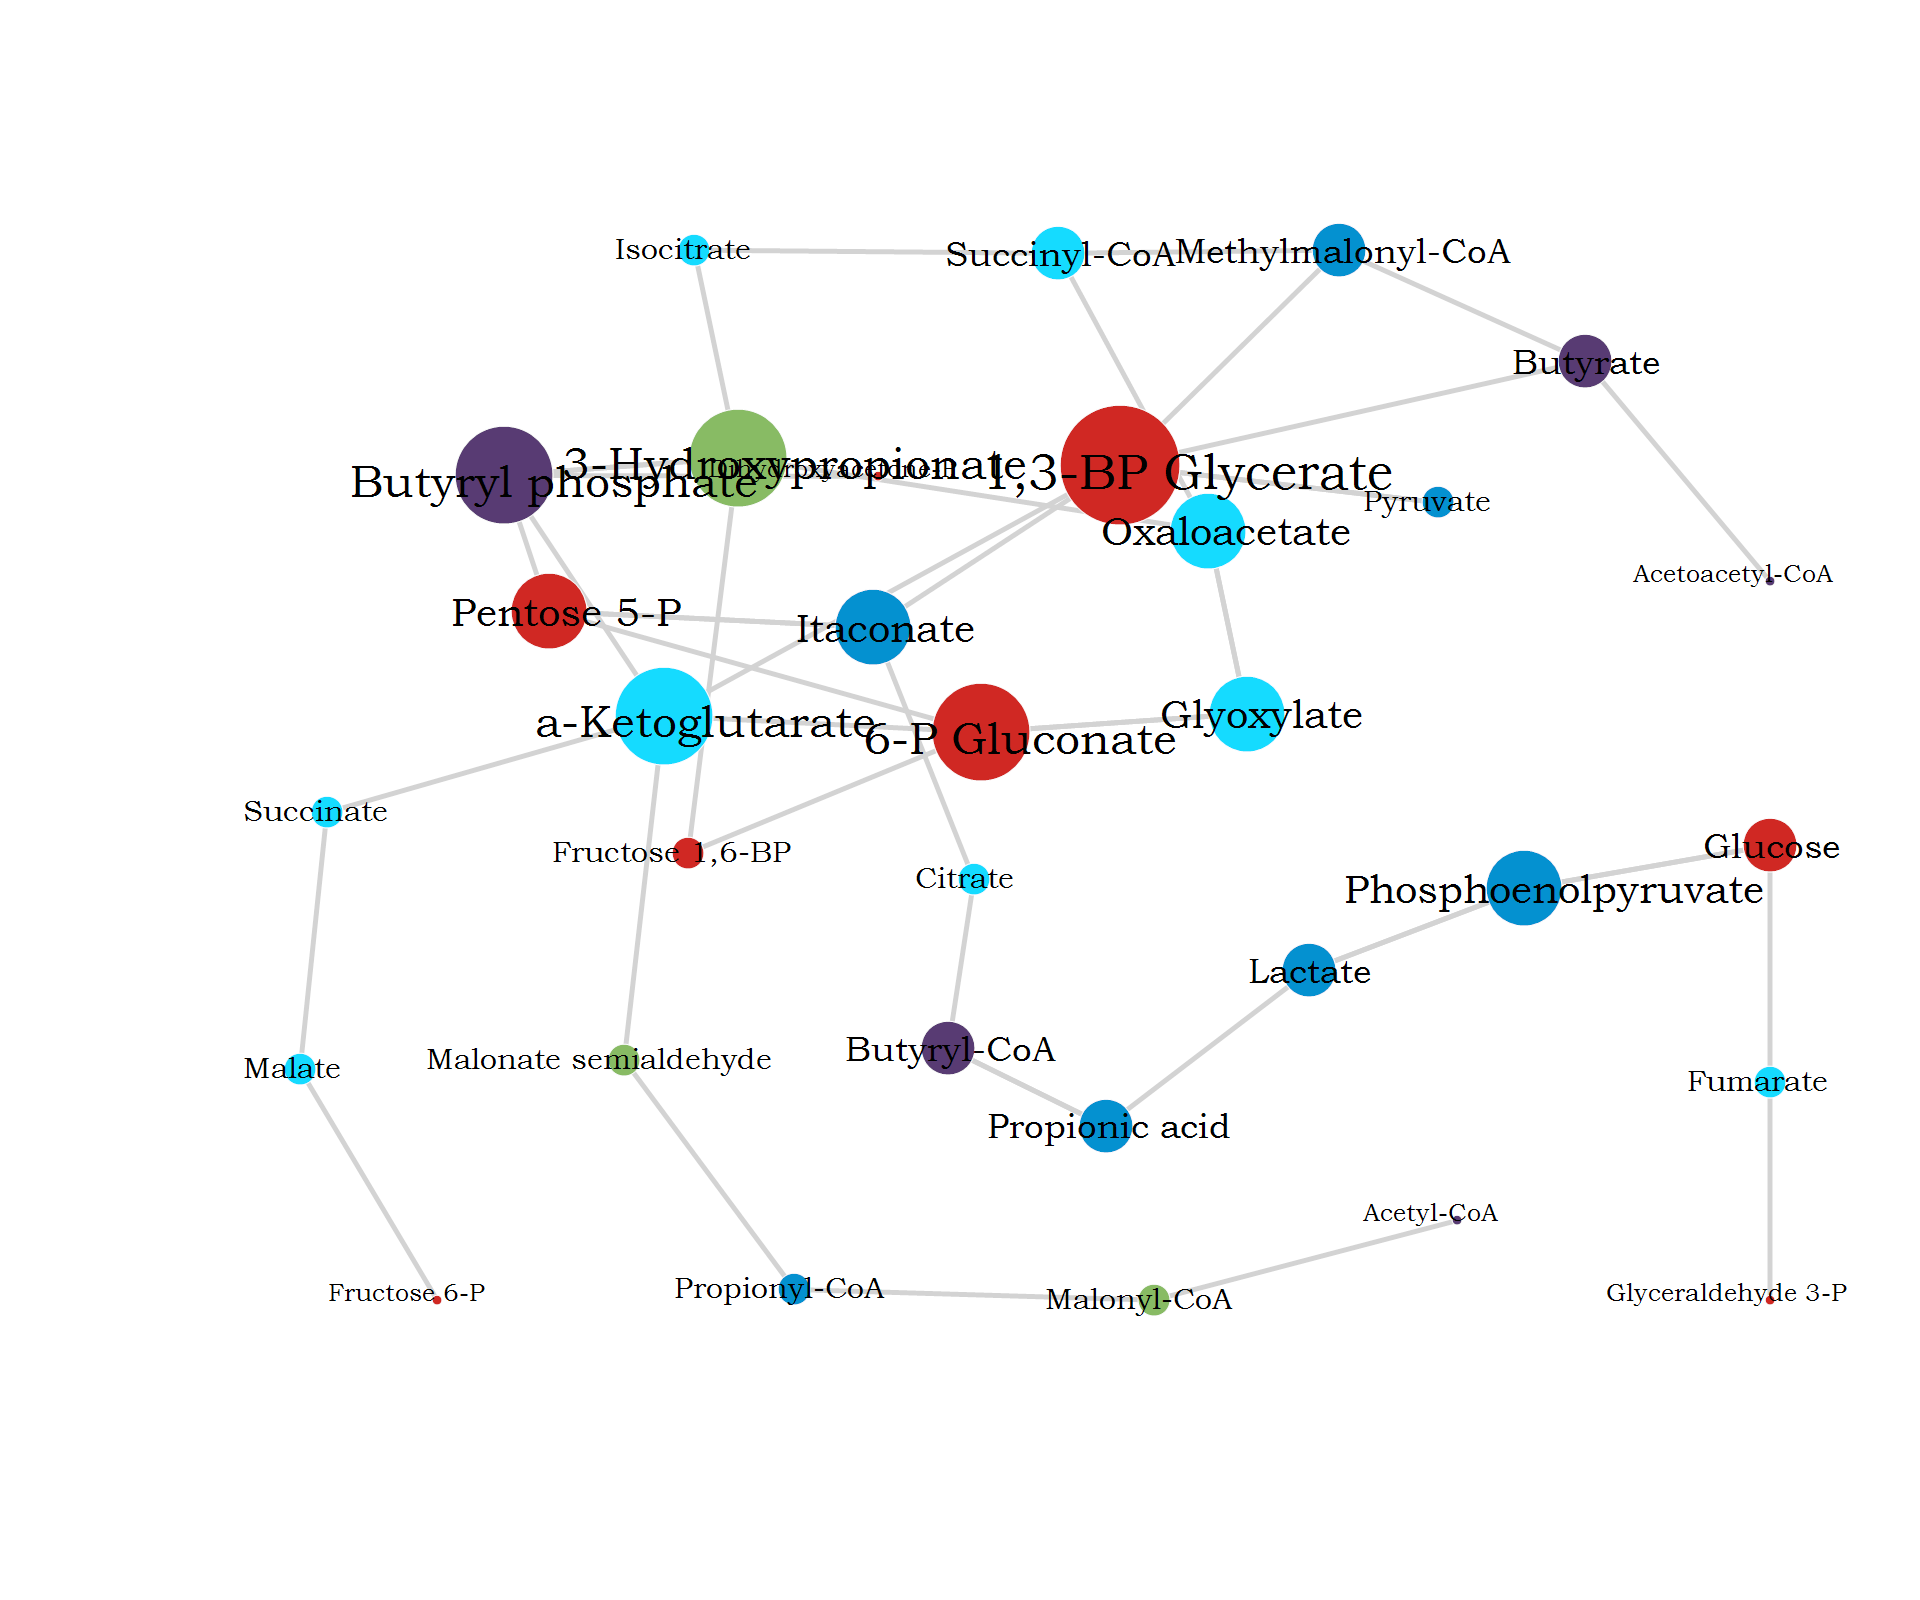 Isocitrate
Succinyl-CoA
Methylmalonyl-CoA
Butyrate
3-Hydroxypropionate
Dihydroxyacetone-P
Butyryl phosphate
1,3-BP Glycerate
Pyruvate
Oxaloacetate
Acetoacetyl-CoA
Pentose 5-P
Itaconate
a-Ketoglutarate
6-P Gluconate
Glyoxylate
Succinate
Fructose 1,6-BP
Citrate
Glucose
Phosphoenolpyruvate
Lactate
Malate
Malonate semialdehyde
Butyryl-CoA
Fumarate
Propionic acid
Acetyl-CoA
Fructose 6-P
Propionyl-CoA
Malonyl-CoA
Glyceraldehyde 3-P